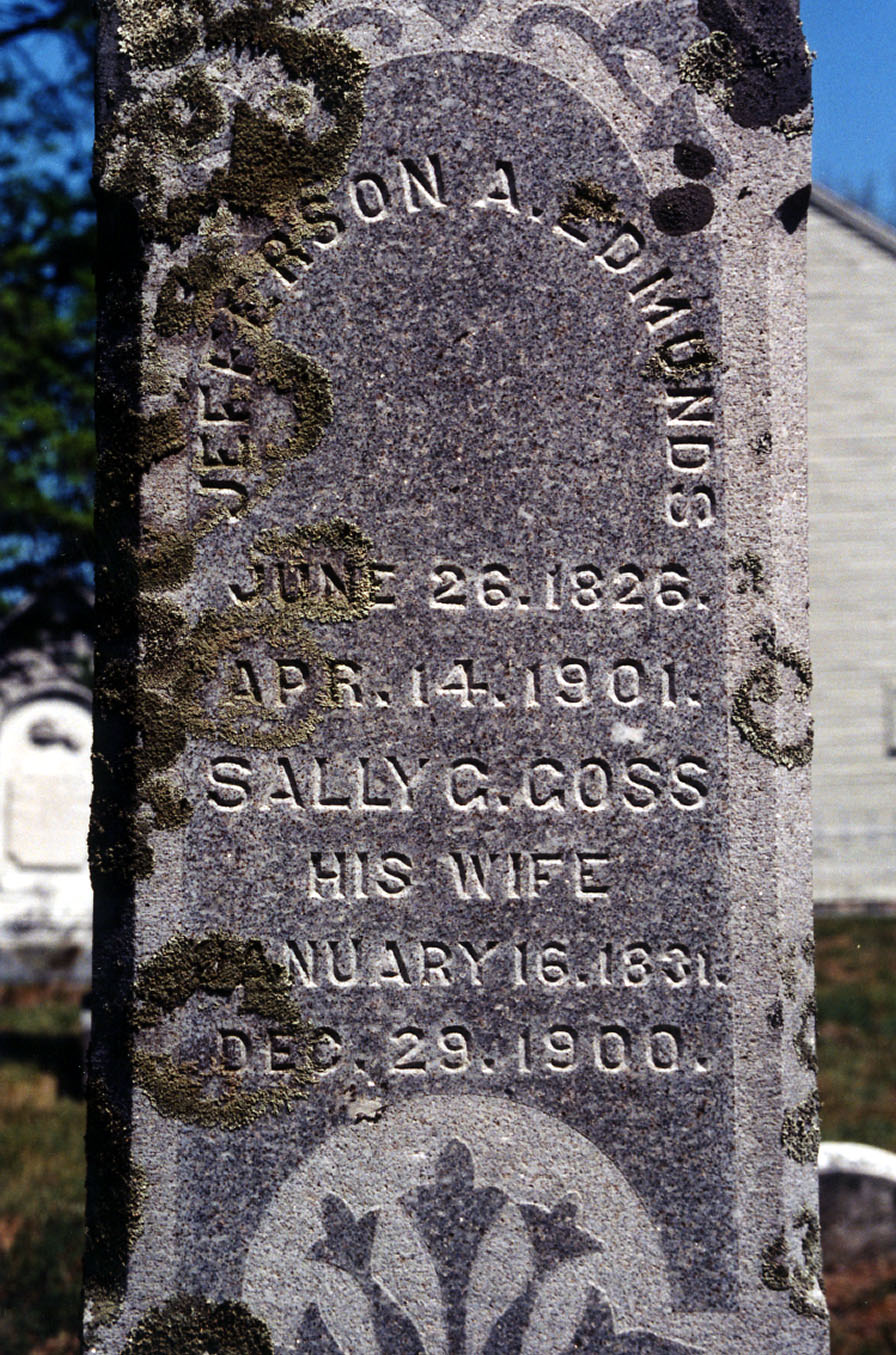 JEFFERSON A. EDMUNDS
JUNE 26. 1826.
APR. 14. 1901.
SALLY G. GOSS
HIS WIFE
JANUARY 16. 1831.
DEC. 29. 1900.